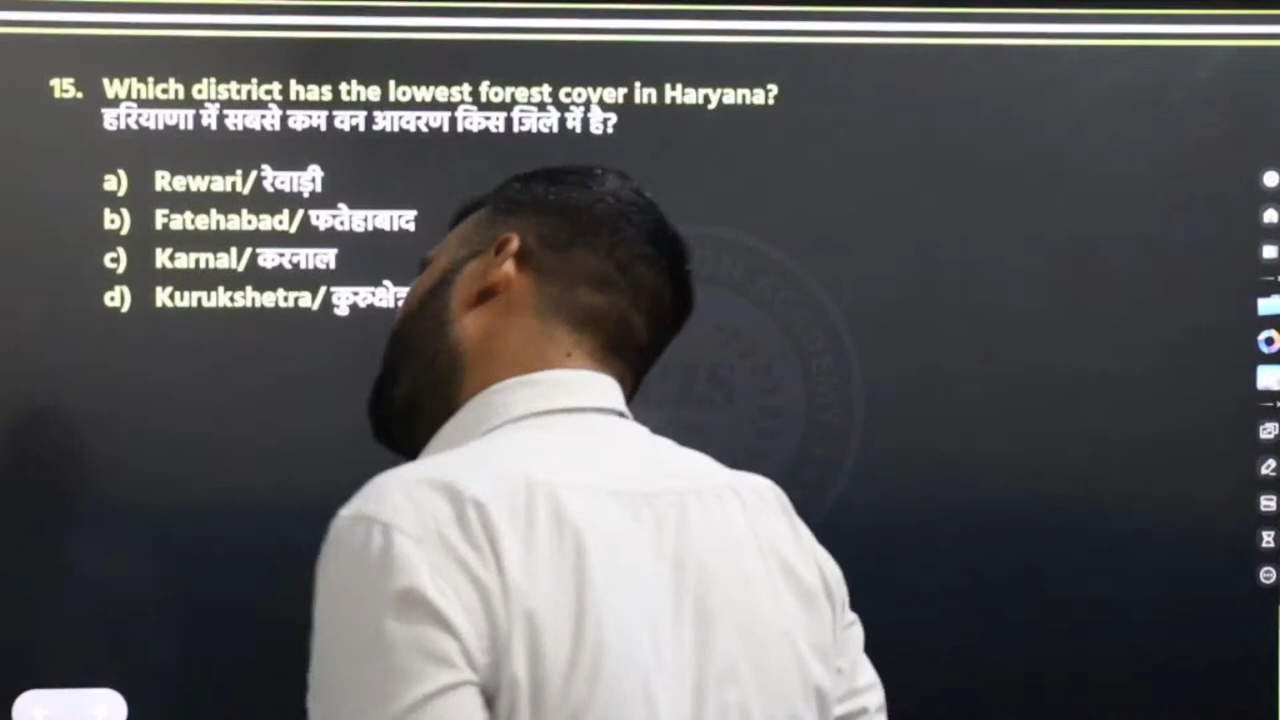 15. Which district has the lowest forest cover in Haryana?
हरियाणा में सबसे कम वन आवरण किस जिले में है?
a) Rewari/ रेवाड़ी
b) Fatehabad/ फतेहाबाद
c) Karnal/ करनाल
d) Kurukshetra/
ACADEMY